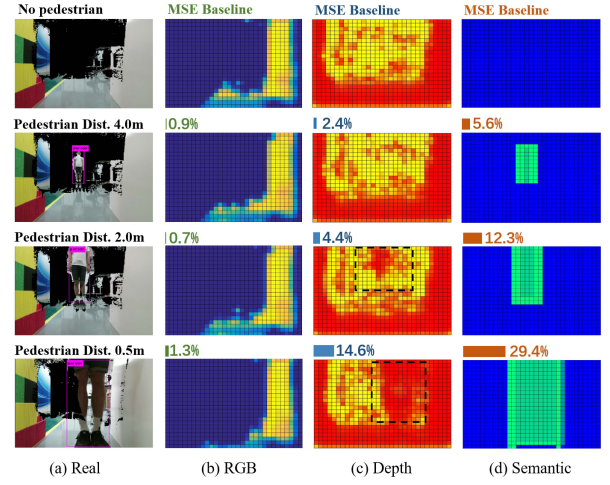 No pedestrian MSE Baseline MSE Baseline MSE Baseline
Pedestrian Dist. 4.0m 0.9% 2.4% 5.6%
Pedestrian Dist. 2.0m 0.7% 4.4% 12.3%
Pedestrian Dist. 0.5m 1.3% 14.6% 29.4%
(a) Real (b) RGB (c) Depth (d) Semantic